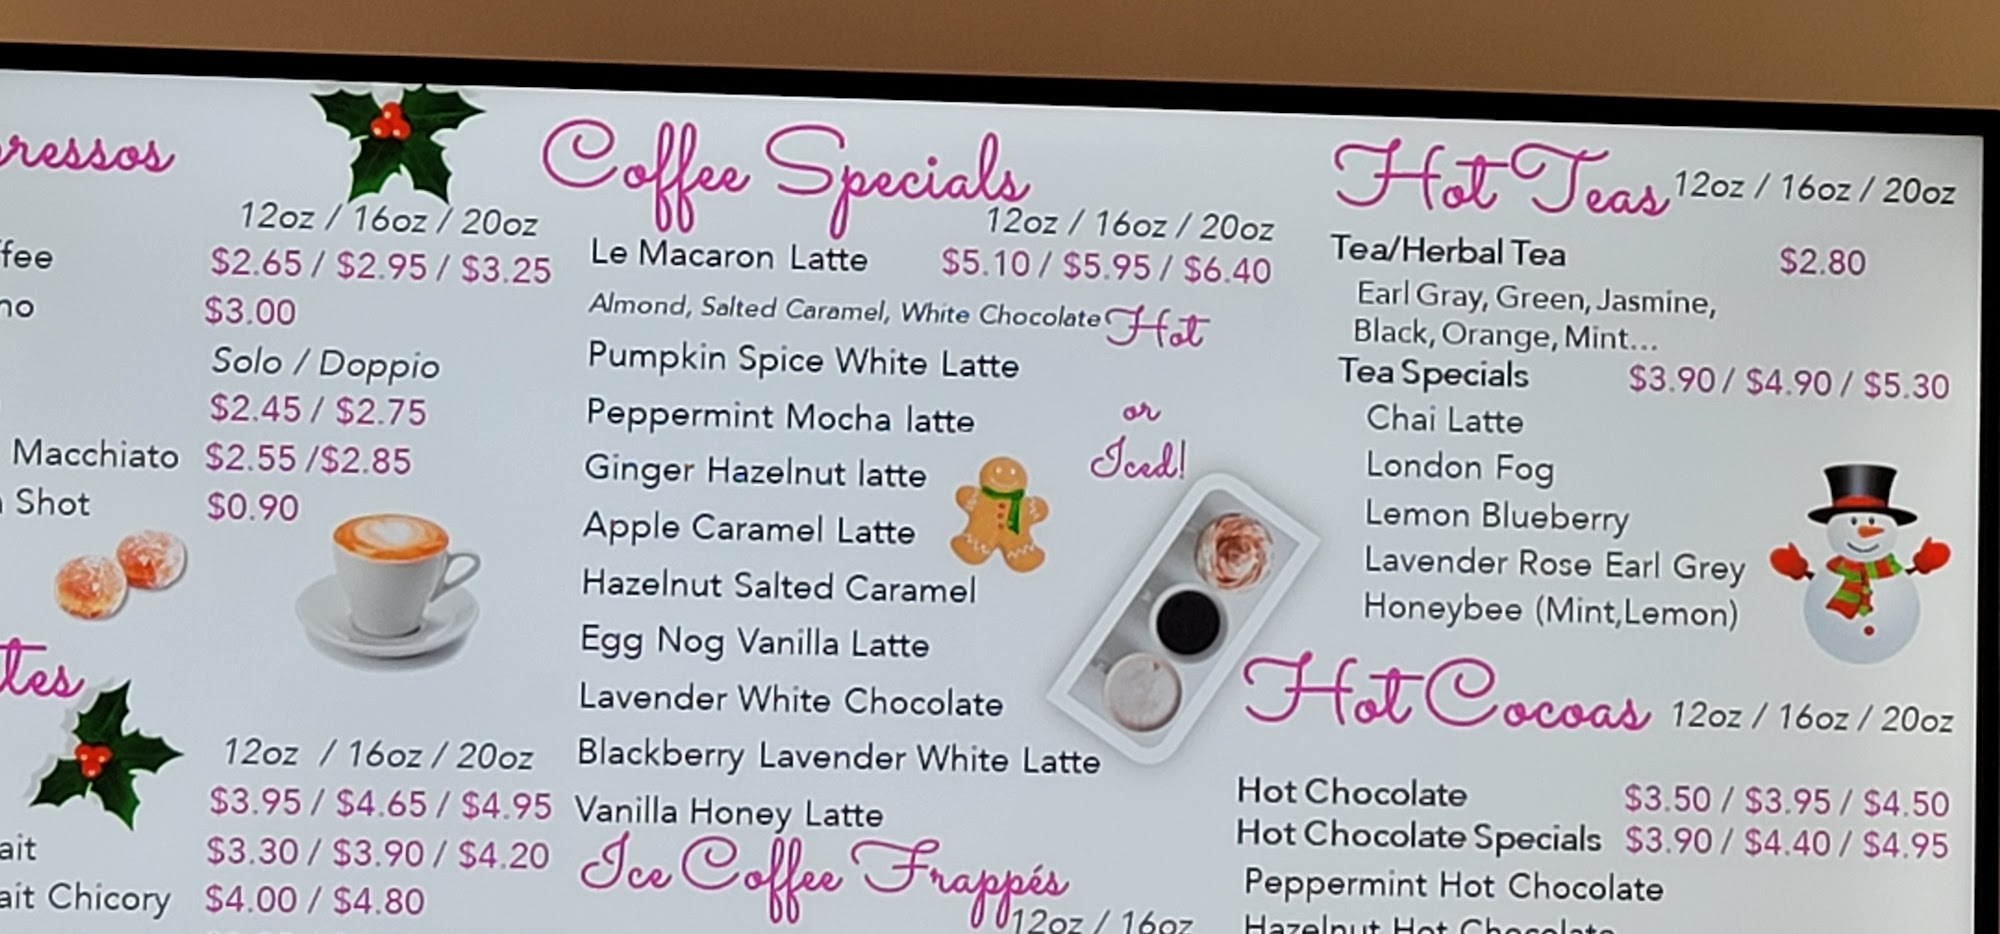 12oz / 16oz / 20oz
$2.65 / $2.95 / $3.25
$3.00
Solo / Doppio
$2.45 / $2.75
Macchiato $2.55 /$2.85
Shot $0.90
12oz / 16oz / 20oz
$3.95 / $4.65 / $4.95
$3.30 / $3.90 / $4.20
Chicory $4.00 / $4.80
Coffee Specials
12oz / 16oz / 20oz
Le Macaron Latte $5.10 / $5.95 / $6.40
Almond, Salted Caramel, White Chocolate
Hot
or
Iced!
Pumpkin Spice White Latte
Peppermint Mocha latte
Ginger Hazelnut latte
Apple Caramel Latte
Hazelnut Salted Caramel
Egg Nog Vanilla Latte
Lavender White Chocolate
Blackberry Lavender White Latte
Vanilla Honey Latte
Ice Coffee Frappés
12oz / 16oz
Hot Teas 12oz / 16oz / 20oz
Tea/Herbal Tea $2.80
Earl Gray, Green, Jasmine,
Black, Orange, Mint...
Tea Specials $3.90 / $4.90 / $5.30
Chai Latte
London Fog
Lemon Blueberry
Lavender Rose Earl Grey
Honeybee (Mint,Lemon)
Hot Cocoas 12oz / 16oz / 20oz
Hot Chocolate $3.50 / $3.95 / $4.50
Hot Chocolate Specials $3.90 / $4.40 / $4.95
Peppermint Hot Chocolate
Hazelnut Hot Chocolate